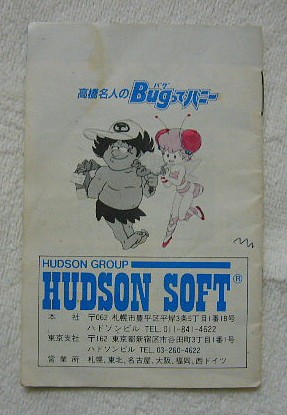 高橋名人のBugってハニー
バグ
HUDSON GROUP
HUDSON SOFT®
本　社　〒062 札幌市豊平区平岸3条5丁目1番18号
ハドソンビル TEL.011-841-4622
東京支社　〒162 東京都新宿区市谷田町3丁目1番1号
ハドソンビル TEL.03-260-4622
営業所　札幌、東北、名古屋、大阪、福岡、西ドイツ